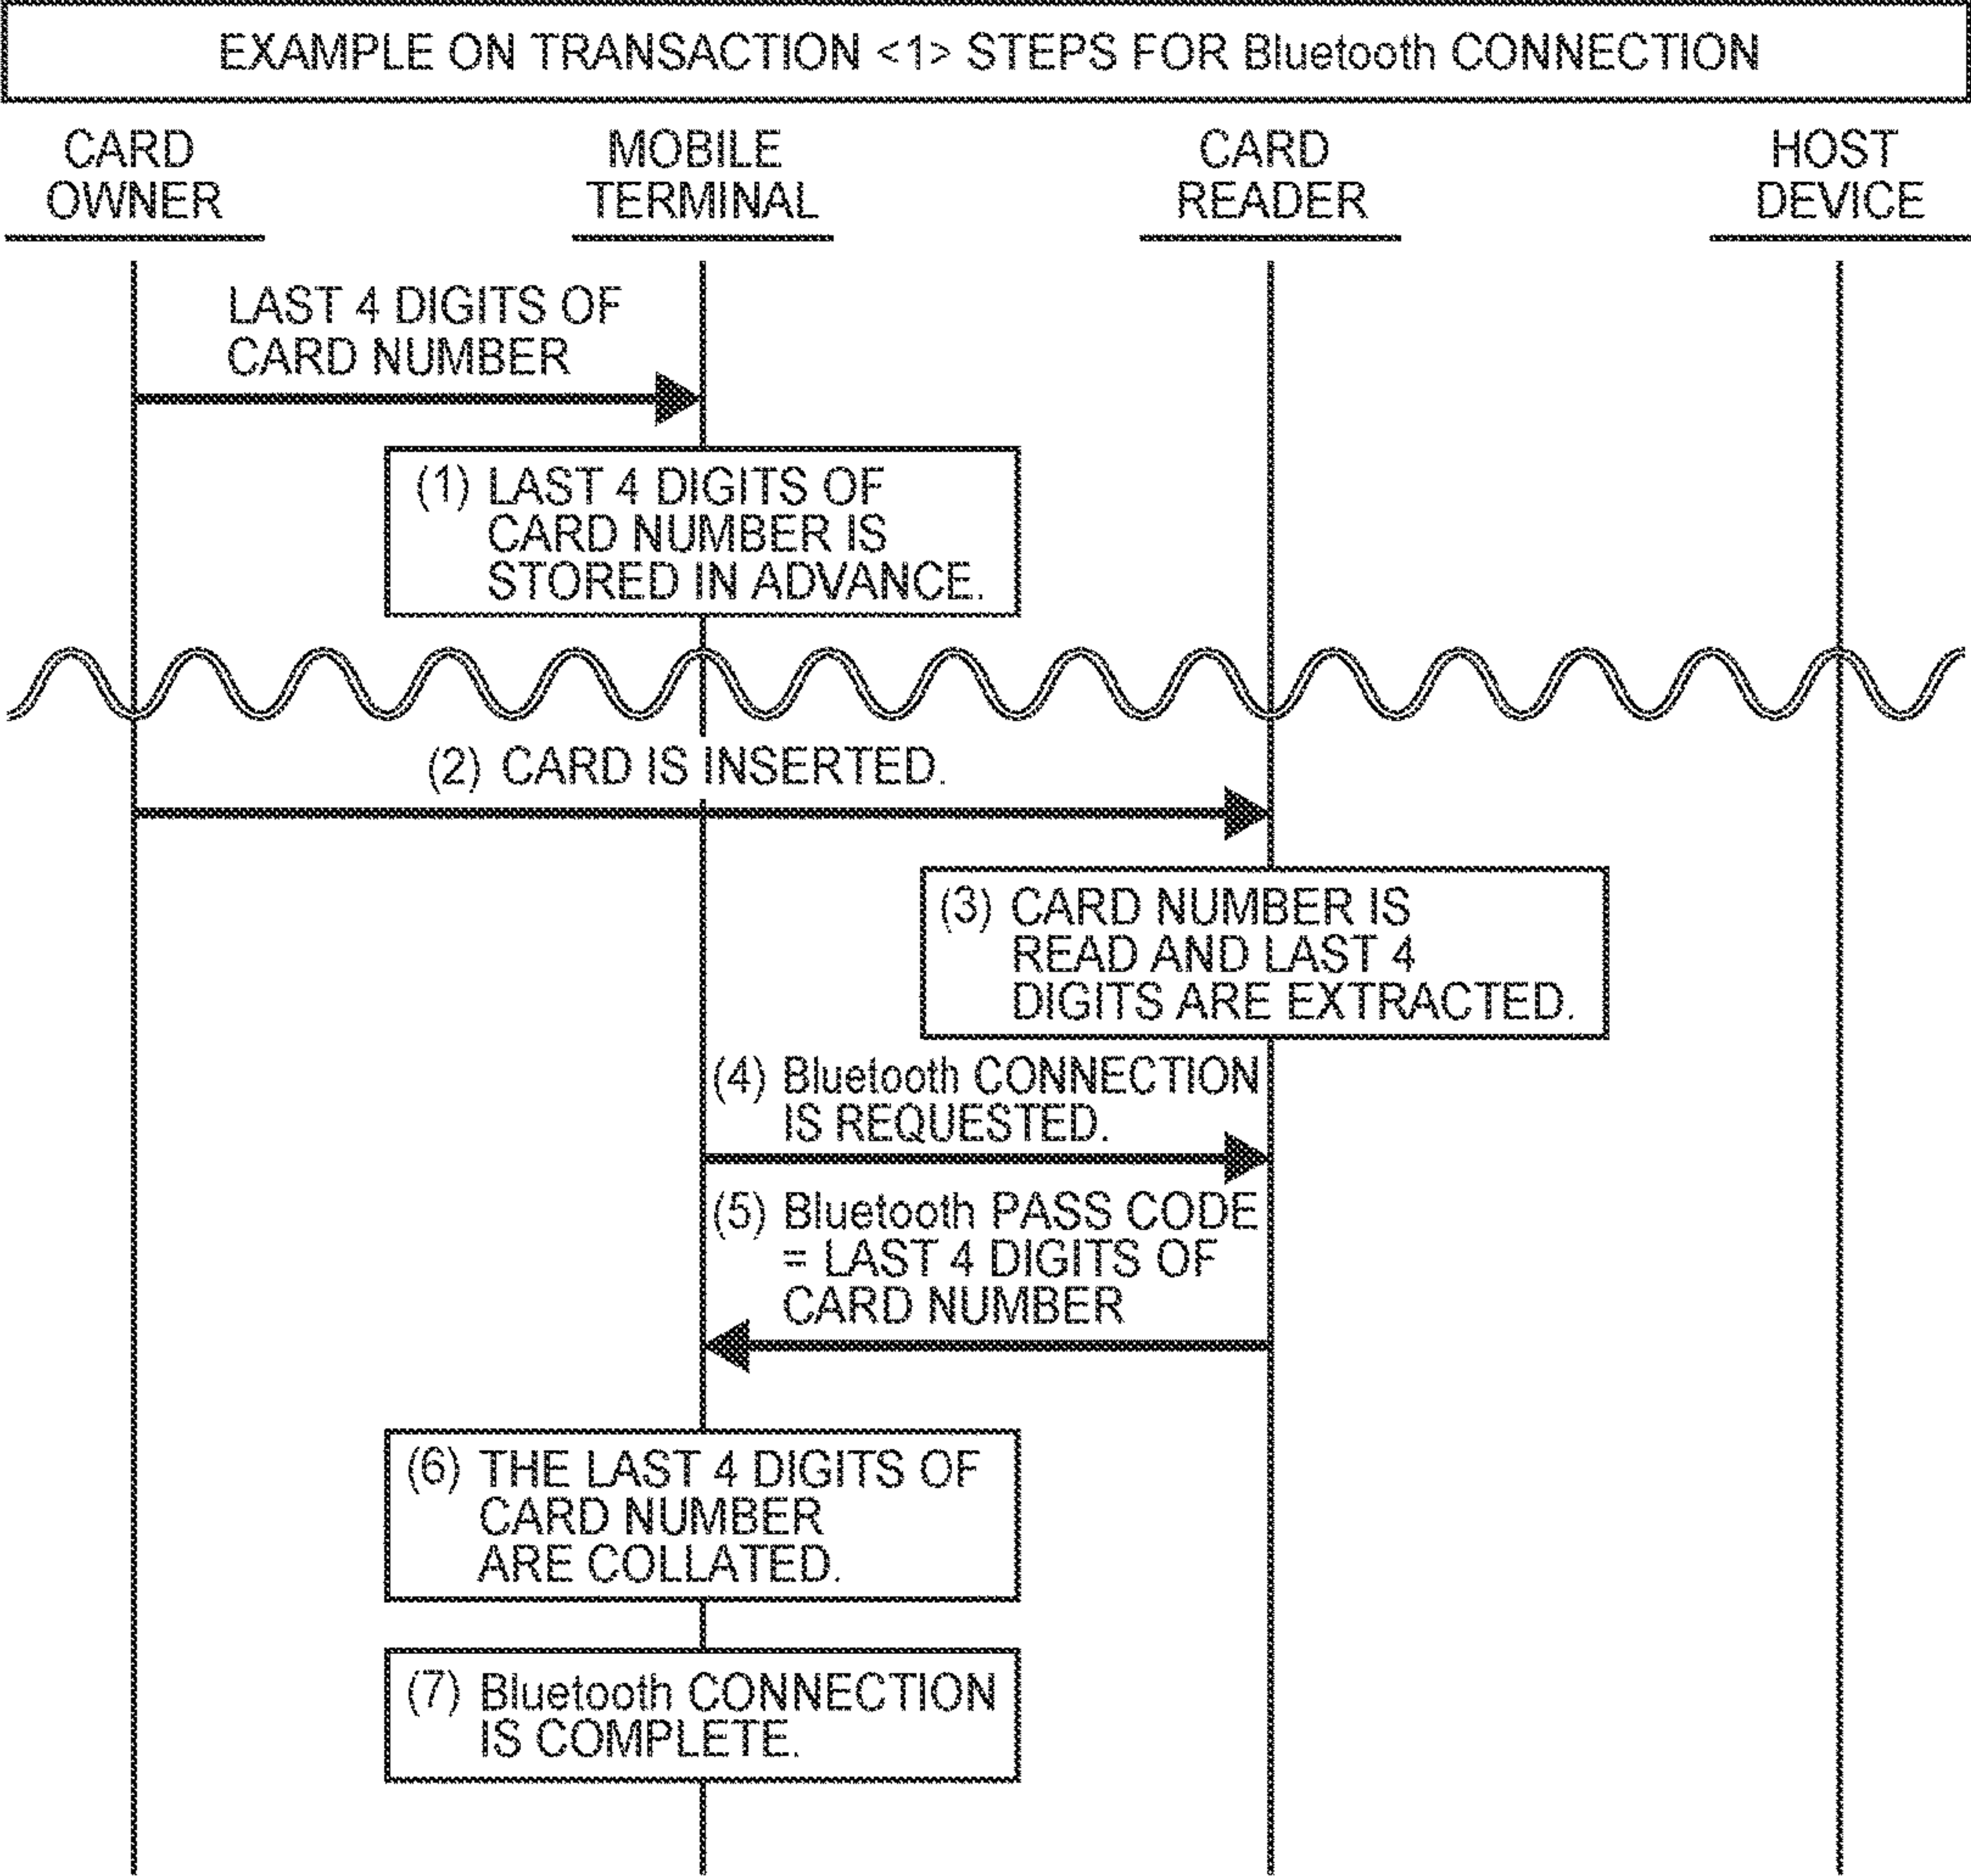 EXAMPLE ON TRANSACTION <1> STEPS FOR Bluetooth CONNECTION
CARD
OWNER
MOBILE
TERMINAL
CARD
READER
HOST
DEVICE
LAST 4 DIGITS OF
CARD NUMBER
(1) LAST 4 DIGITS OF
CARD NUMBER IS
STORED IN ADVANCE.
(2) CARD IS INSERTED.
(3) CARD NUMBER IS
READ AND LAST 4
DIGITS ARE EXTRACTED.
(4) Bluetooth CONNECTION
IS REQUESTED.
(5) Bluetooth PASS CODE
= LAST 4 DIGITS OF
CARD NUMBER
(6) THE LAST 4 DIGITS OF
CARD NUMBER
ARE COLLATED.
(7) Bluetooth CONNECTION
IS COMPLETE.